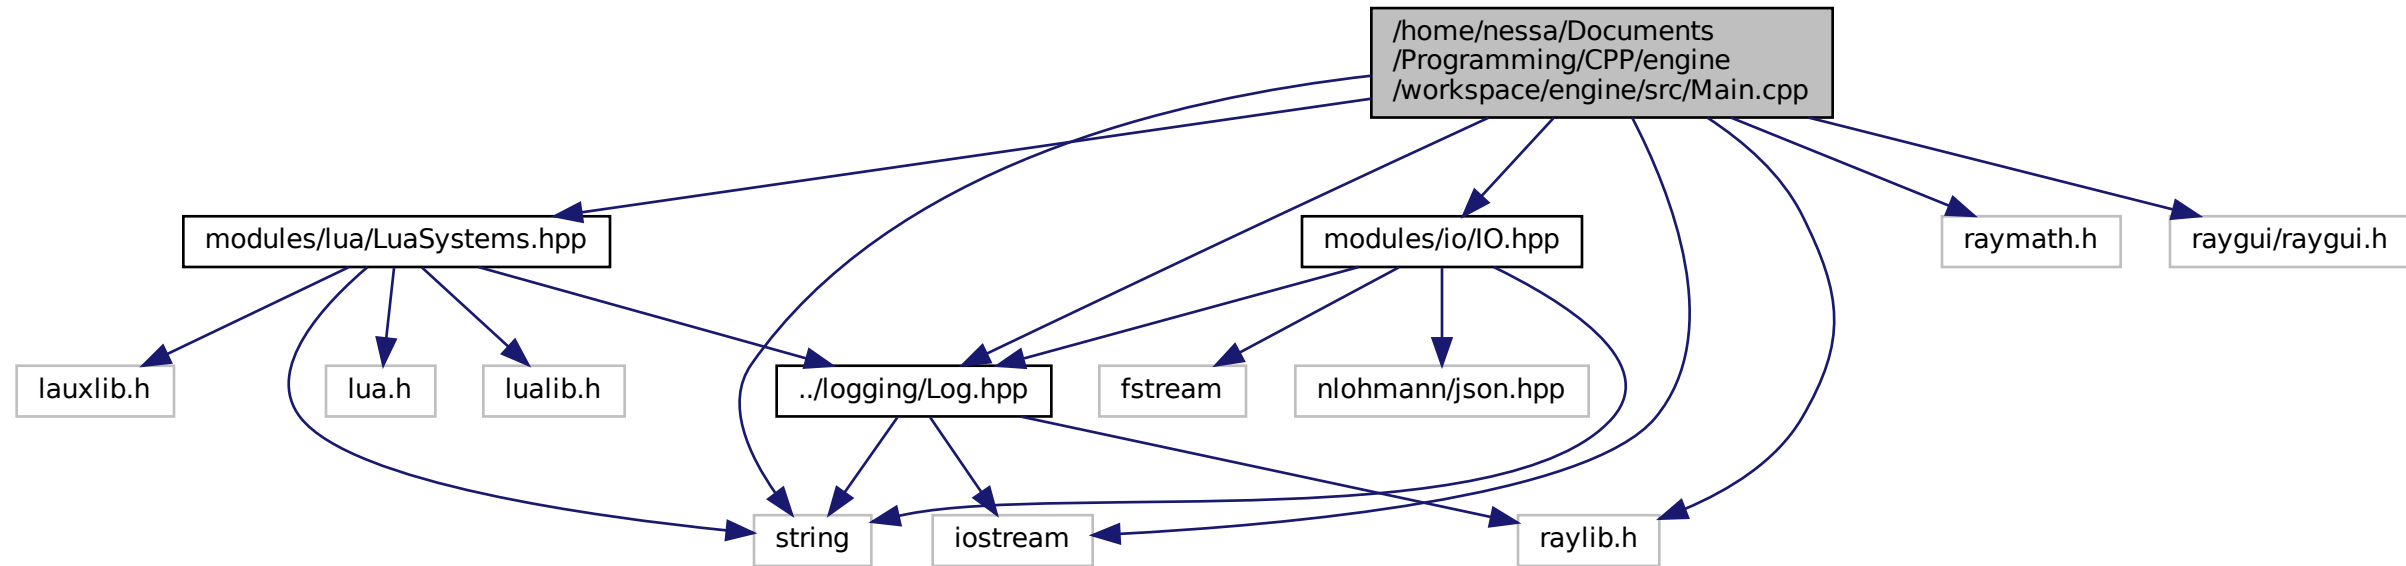 /home/nessa/Documents
/Programming/CPP/engine
/workspace/engine/src/Main.cpp
modules/lua/LuaSystems.hpp
modules/io/IO.hpp
raymath.h
raygui/raygui.h
lauxlib.h
lua.h
lualib.h
../logging/Log.hpp
fstream
nlohmann/json.hpp
string
iostream
raylib.h